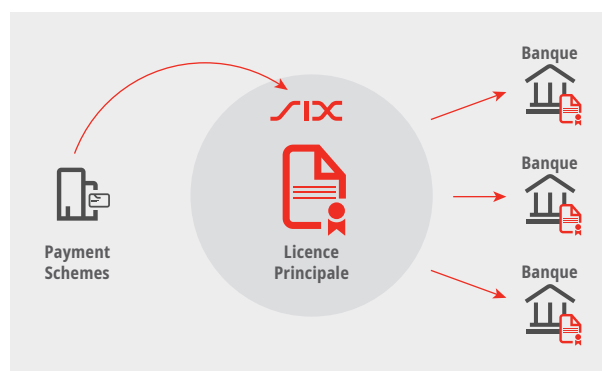 Banque
SIX
Banque
Payment
Schemes
Licence
Principale
Banque